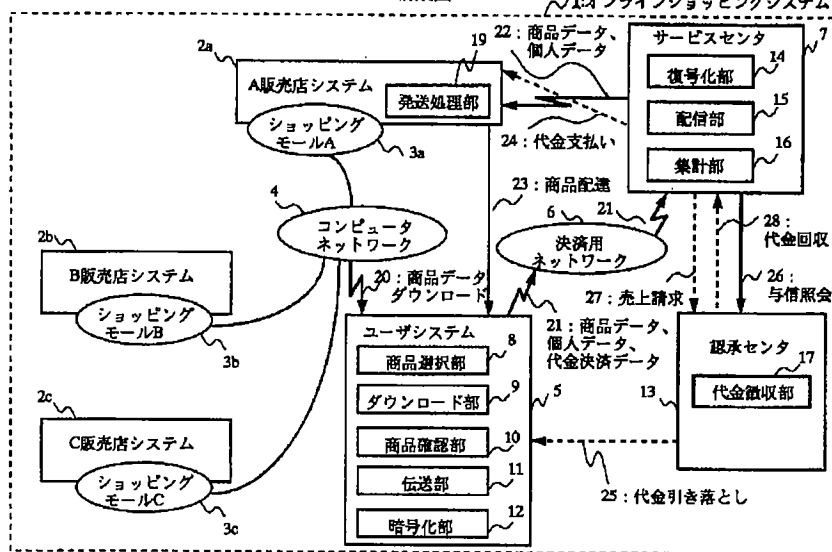 1:オンラインショッピングシステム
2a
A販売店システム
19
発送処理部
ショッピング
モールA
3a
22:商品データ、
個人データ
24:代金支払い
サービスセンタ
7
復号化部
14
配信部
15
集計部
16
23:商品配達
4
コンピュータ
ネットワーク
20:商品データ
ダウンロード
6
21
決済用
ネットワーク
28:
代金回収
26:
与信照会
27:売上請求
21:商品データ、
個人データ、
代金決済データ
2b
B販売店システム
ショッピング
モールB
3b
2c
C販売店システム
ショッピング
モールC
3c
ユーザシステム
5
商品選択部
8
ダウンロード部
9
商品確認部
10
伝送部
11
暗号化部
12
承認センタ
13
代金徴収部
17
25:代金引き落とし